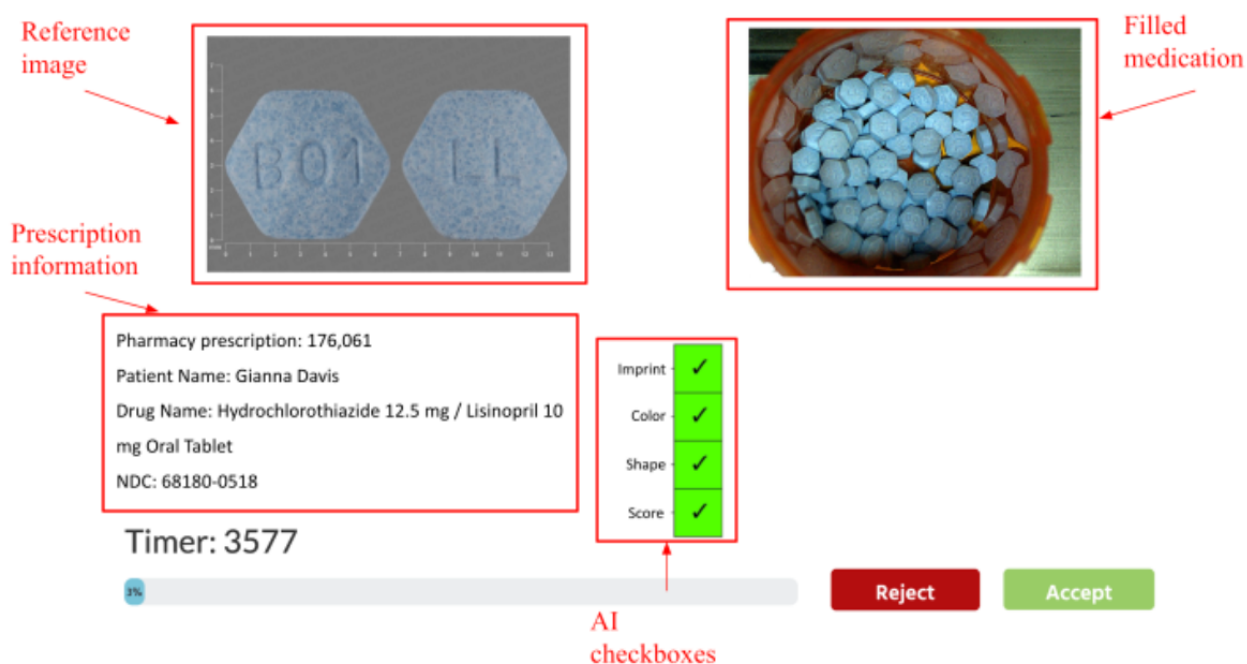 Reference
image
Filled
medication
B01
LL
Prescription
information
Pharmacy prescription: 176,061
Patient Name: Gianna Davis
Drug Name: Hydrochlorothiazide 12.5 mg / Lisinopril 10
mg Oral Tablet
NDC: 68180-0518
Imprint
Color
Shape
Score
Timer: 3577
3%
Reject
Accept
AI
checkboxes